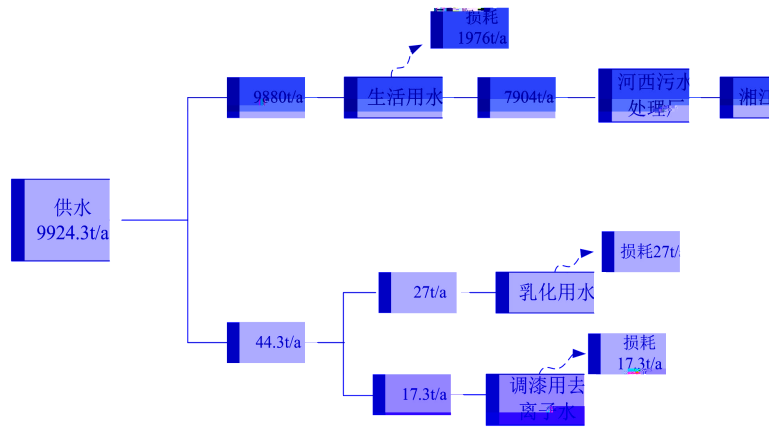 损耗
1976t/a
9880t/a
生活用水
7904t/a
河西污水
处理厂
湘江
供水
9924.3t/a
损耗27t/
27t/a
乳化用水
44.3t/a
损耗
17.3t/a
17.3t/a
调漆用去
离子水